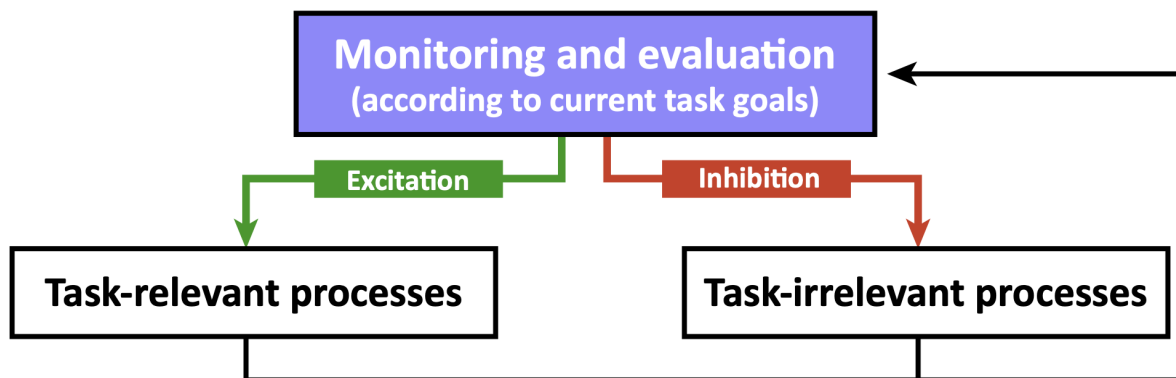 Monitoring and evaluation
(according to current task goals)
Excitation
Inhibition
Task-relevant processes
Task-irrelevant processes